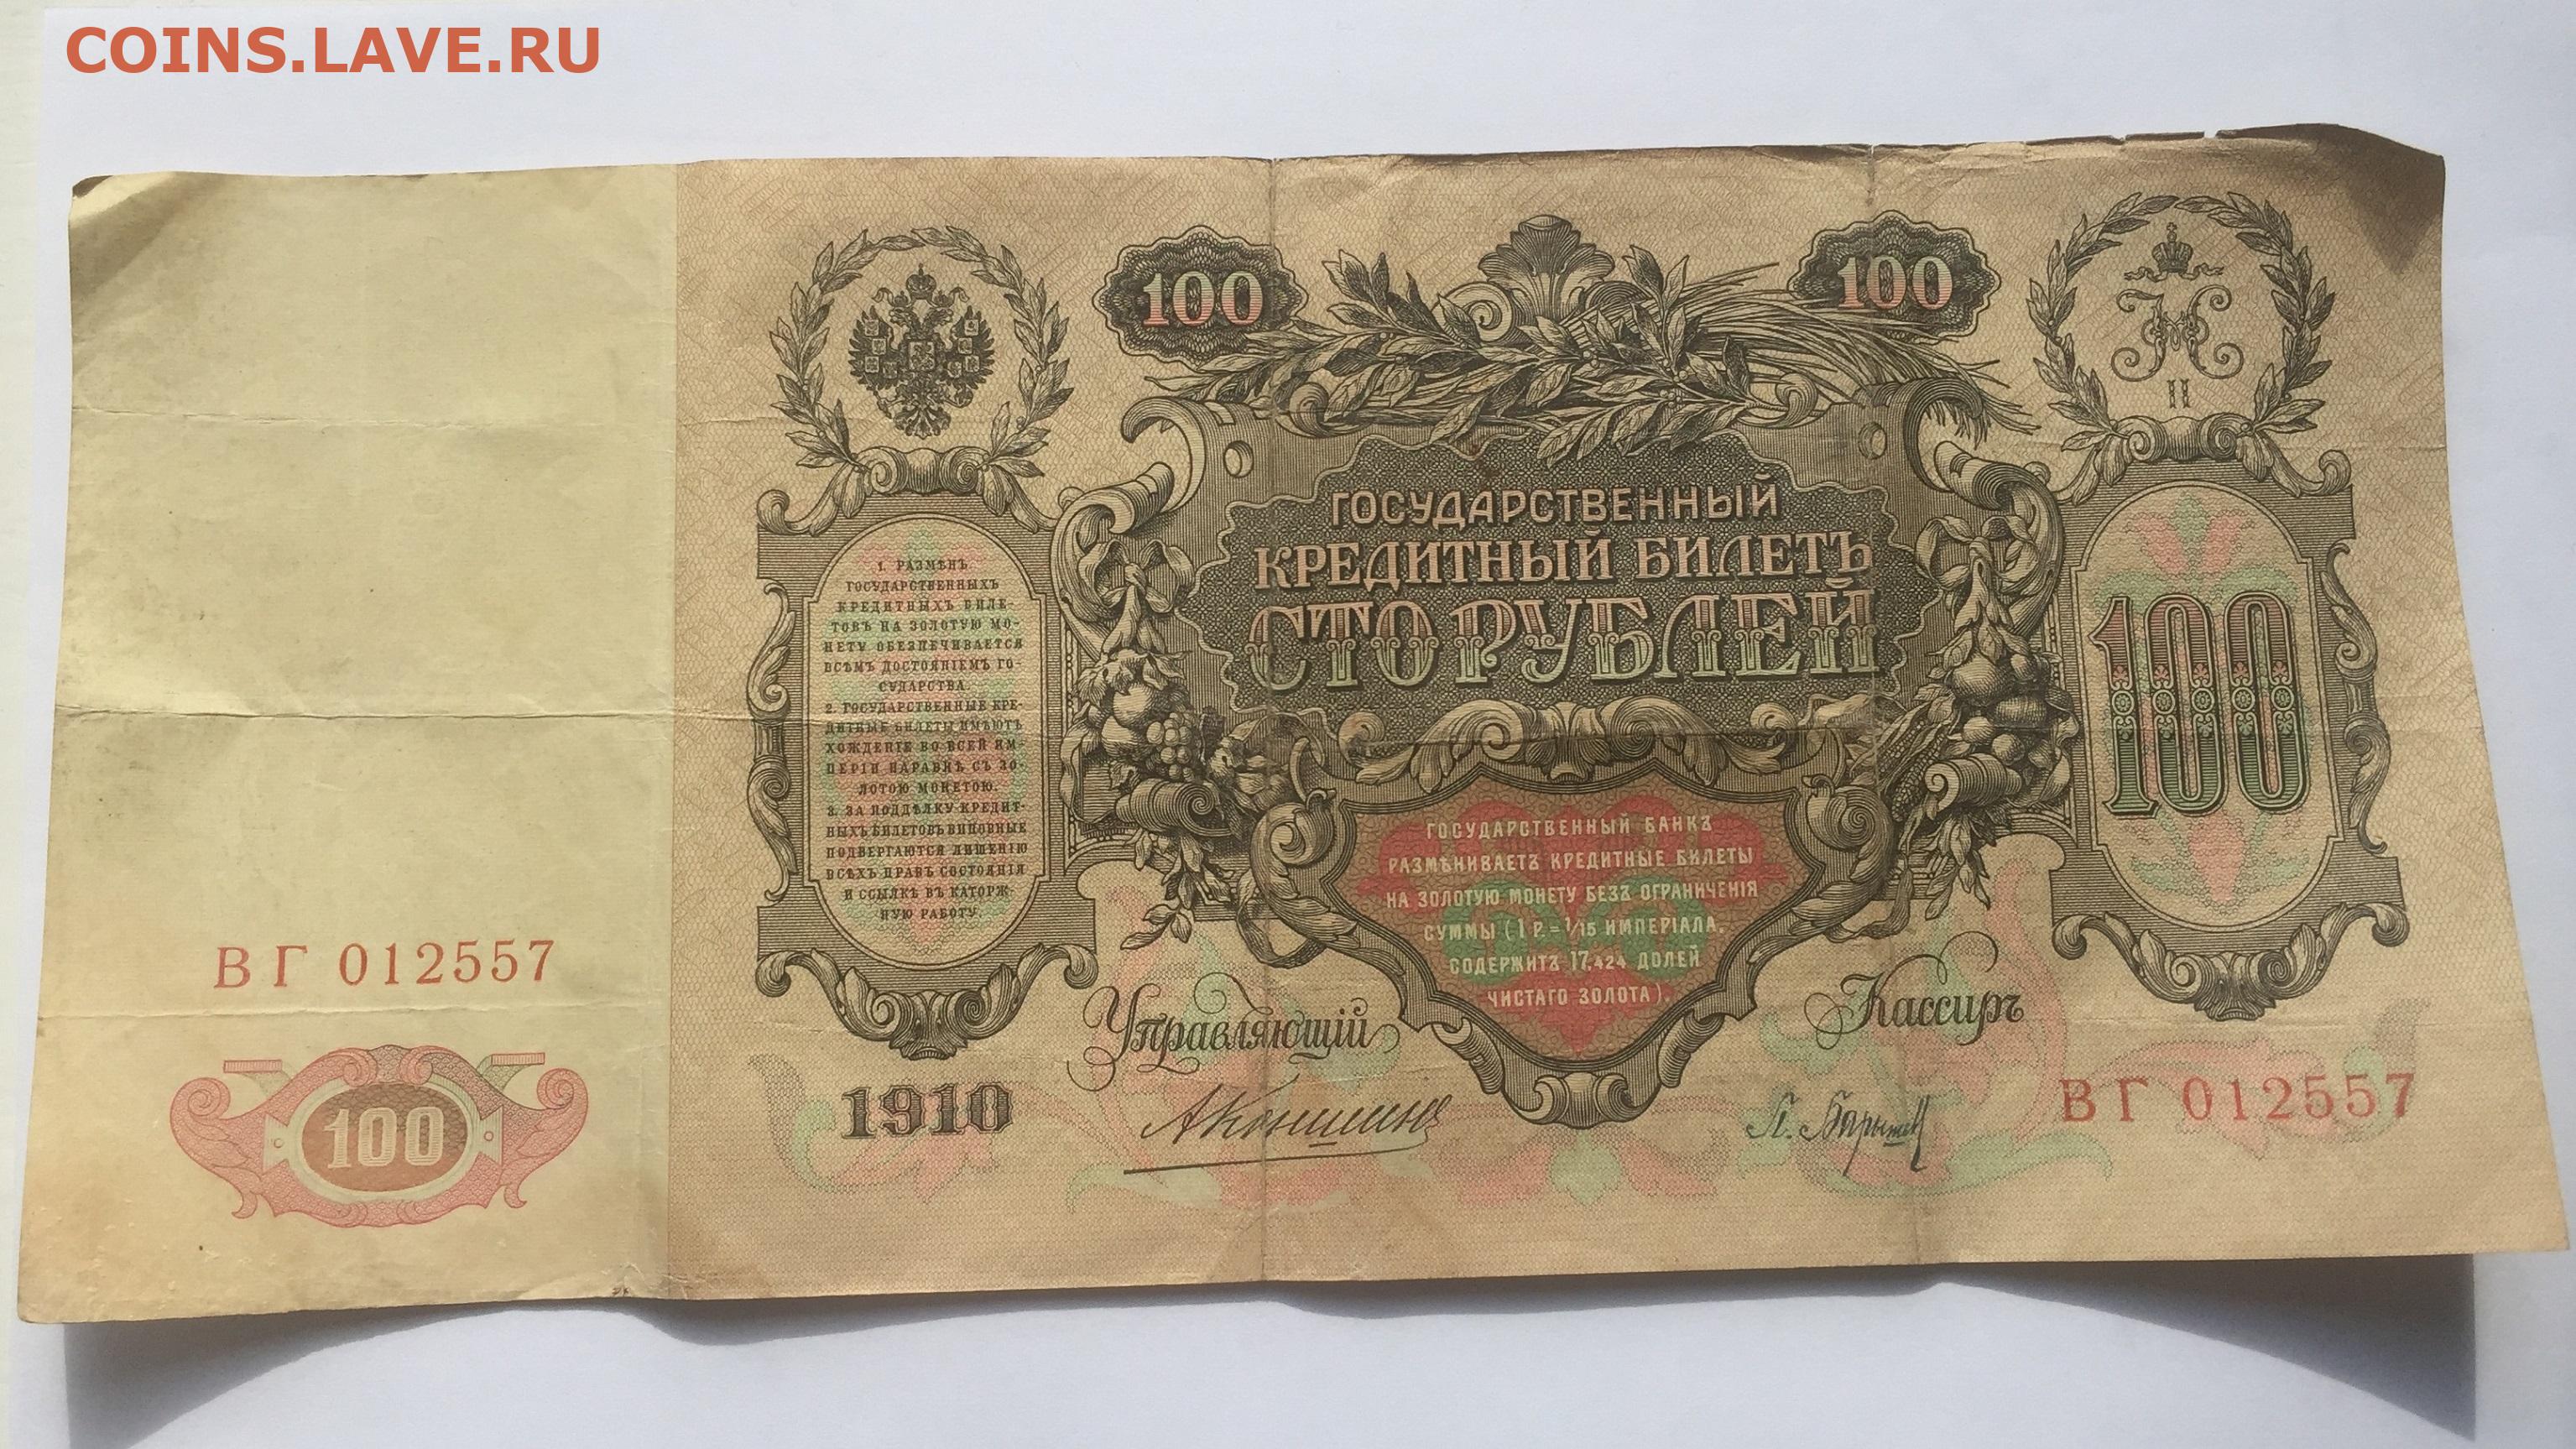 COINS.LAVE.RU
100
100
Н
II
ГОСУДАРСТВЕННЫЙ
КРЕДИТНЫЙ БИЛЕТЪ
СТО РУБЛЕЙ
1. РАЗМѢНЪ
ГОСУДАРСТВЕННЫХЪ
КРЕДИТНЫХЪ БИЛЕ-
ТОВЪ НА ЗОЛОТУЮ МО-
НЕТУ ОБЕЗПЕЧИВАЕТСЯ
ВСѢМЪ ДОСТОЯНІЕМЪ ГО-
СУДАРСТВА.
2. ГОСУДАРСТВЕННЫЕ КРЕ-
ДИТНЫЕ БИЛЕТЫ ИМѢЮТЪ
ХОЖДЕНІЕ ВО ВСЕЙ ИМ-
ПЕРІИ НАРАВНѢ СЪ ЗО-
ЛОТОЮ МОНЕТОЮ.
3. ЗА ПОДДѢЛКУ КРЕДИТ-
НЫХЪ БИЛЕТОВЪ ВИНОВНЫЕ
ПОДВЕРГАЮТСЯ ЛИШЕНІЮ
ВСѢХЪ ПРАВЪ СОСТОЯНІЯ
И ССЫЛКѢ ВЪ КАТОРЖ-
НУЮ РАБОТУ.
100
ГОСУДАРСТВЕННЫЙ БАНКЪ
РАЗМѢНИВАЕТЪ КРЕДИТНЫЕ БИЛЕТЫ
НА ЗОЛОТУЮ МОНЕТУ БЕЗЪ ОГРАНИЧЕНІЯ
СУММЫ (1 Р. = 1/15 ИМПЕРІАЛА,
СОДЕРЖИТЪ 17,424 ДОЛЕЙ
ЧИСТАГО ЗОЛОТА).
ВГ 012557
100
Управляющій
Кассиръ
1910
АКоншинъ
Л. Барышев
ВГ 012557